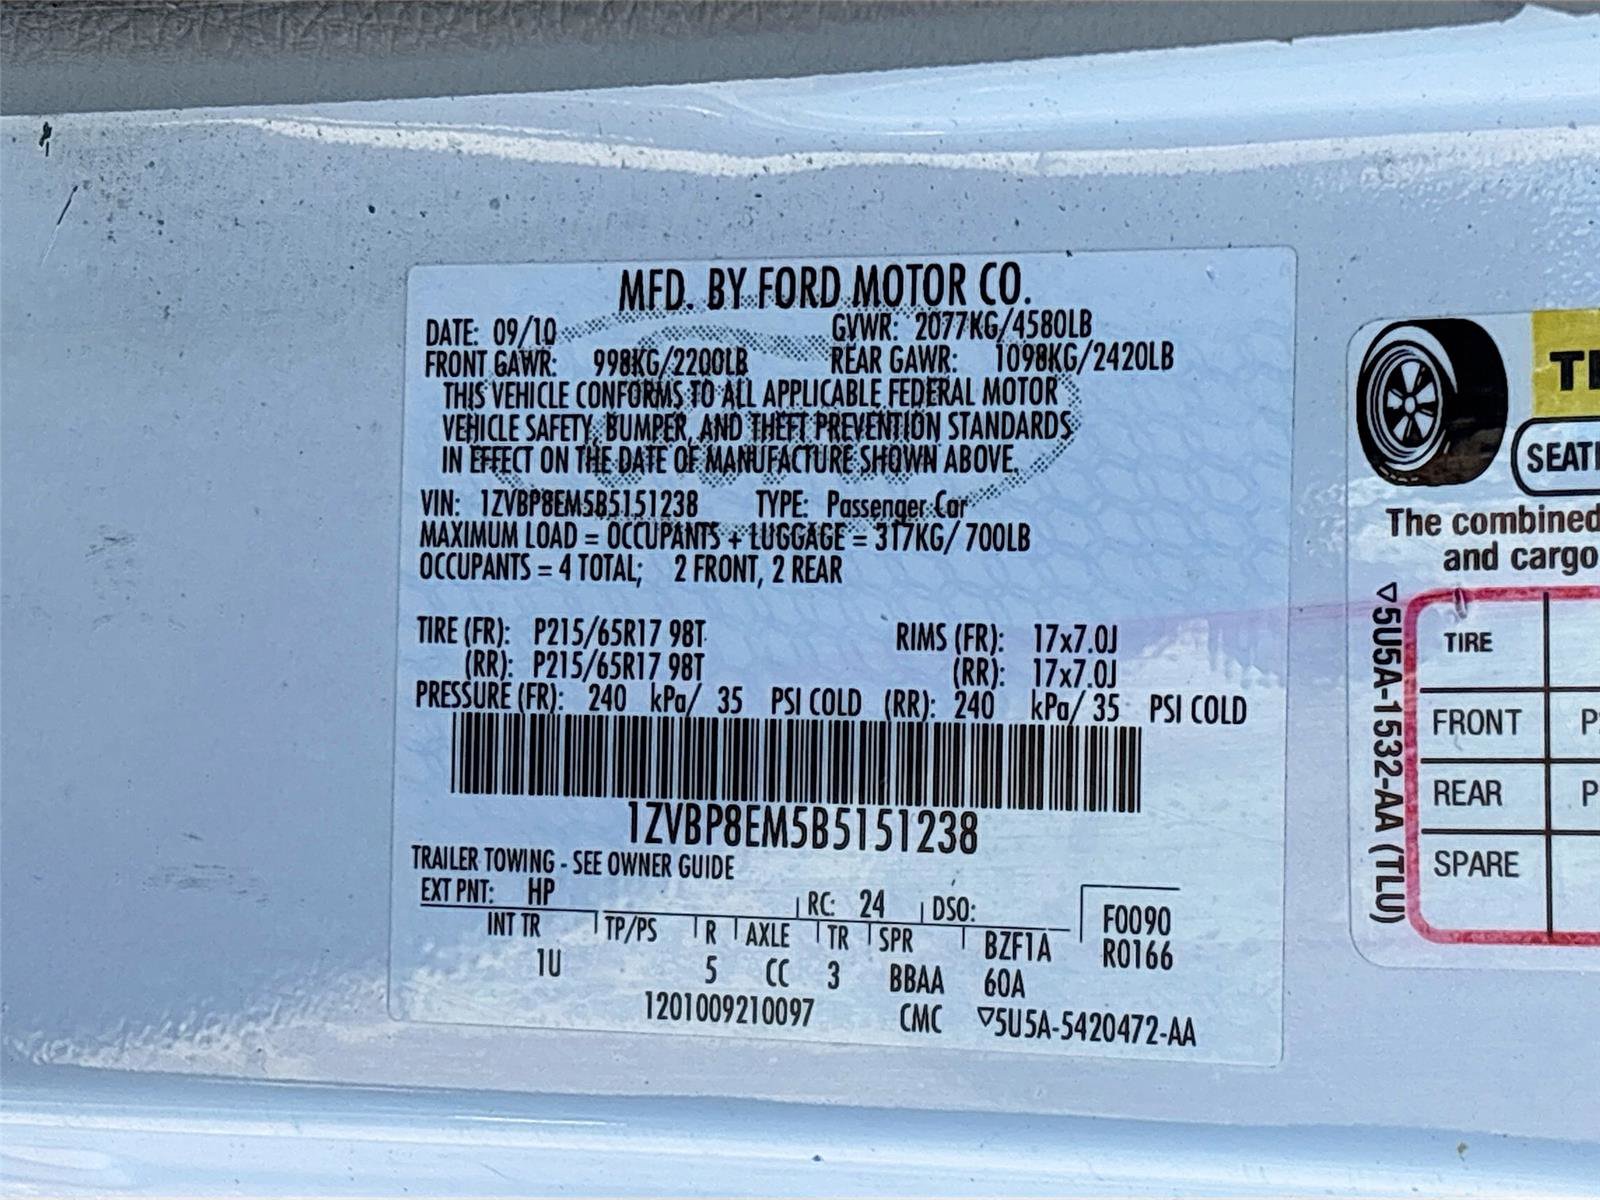 MFD. BY FORD MOTOR CO.
DATE: 09/10 GVWR: 2077KG/4580LB
FRONT GAWR: 998KG/2200LB REAR GAWR: 1098KG/2420LB
THIS VEHICLE CONFORMS TO ALL APPLICABLE FEDERAL MOTOR
VEHICLE SAFETY, BUMPER, AND THEFT PREVENTION STANDARDS
IN EFFECT ON THE DATE OF MANUFACTURE SHOWN ABOVE.
VIN: 1ZVBP8EM5B5151238 TYPE: Passenger Car
MAXIMUM LOAD = OCCUPANTS + LUGGAGE = 317KG/ 700LB
OCCUPANTS = 4 TOTAL; 2 FRONT, 2 REAR
TIRE (FR): P215/65R17 98T RIMS (FR): 17x7.0J
(RR): P215/65R17 98T (RR): 17x7.0J
PRESSURE (FR): 240 kPa/ 35 PSI COLD (RR): 240 kPa/ 35 PSI COLD
1ZVBP8EM5B5151238
TRAILER TOWING - SEE OWNER GUIDE
EXT PNT: HP RC: 24 DSO: F0090
INT TR TP/PS R AXLE TR SPR BZF1A R0166
1U 5 CC 3 BBAA 60A
1201009210097 CMC ▽5U5A-5420472-AA
TI
SEATI
The combined
and cargo
▽5U5A-1532-AA (TLU)
TIRE
FRONT P2
REAR P
SPARE